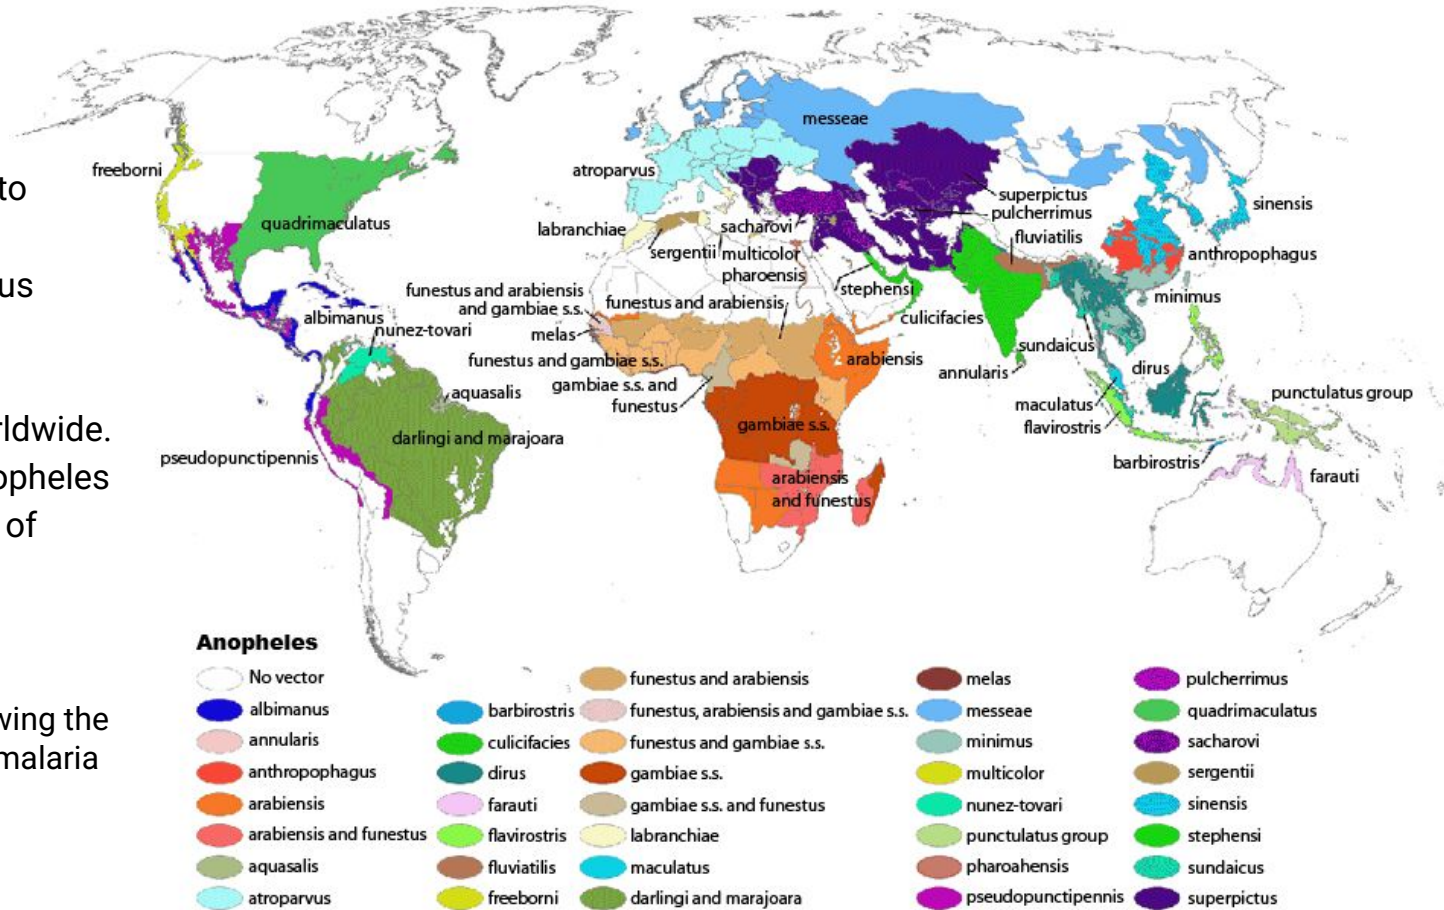 to
us
rldwide.
opheles
of
wing the
malaria
freeborni
quadrimaculatus
albimanus
nunez-tovari
aquasalis
darlingi and marajoara
pseudopunctipennis
messeae
atroparvus
labranchiae
sergentii
sacharovi
multicolor
pharoensis
superpictus
pulcherrimus
fluviatilis
sinensis
anthropophagus
minimus
stephensi
culicifacies
funestus and arabiensis
and gambiae s.s.
funestus and arabiensis
melas
funestus and gambiae s.s.
gambiae s.s. and
funestus
arabiensis
gambiae s.s.
arabiensis
and funestus
annularis
sundaicus
dirus
maculatus
flavirostris
barbirostris
punctulatus group
farauti
Anopheles
No vector
albimanus
annularis
anthropophagus
arabiensis
arabiensis and funestus
aquasalis
atroparvus
barbirostris
culicifacies
dirus
farauti
flavirostris
fluviatilis
freeborni
funestus and arabiensis
funestus, arabiensis and gambiae s.s.
funestus and gambiae s.s.
gambiae s.s.
gambiae s.s. and funestus
labranchiae
maculatus
darlingi and marajoara
melas
messeae
minimus
multicolor
nunez-tovari
punctulatus group
pharoahensis
pseudopunctipennis
pulcherrimus
quadrimaculatus
sacharovi
sergentii
sinensis
stephensi
sundaicus
superpictus